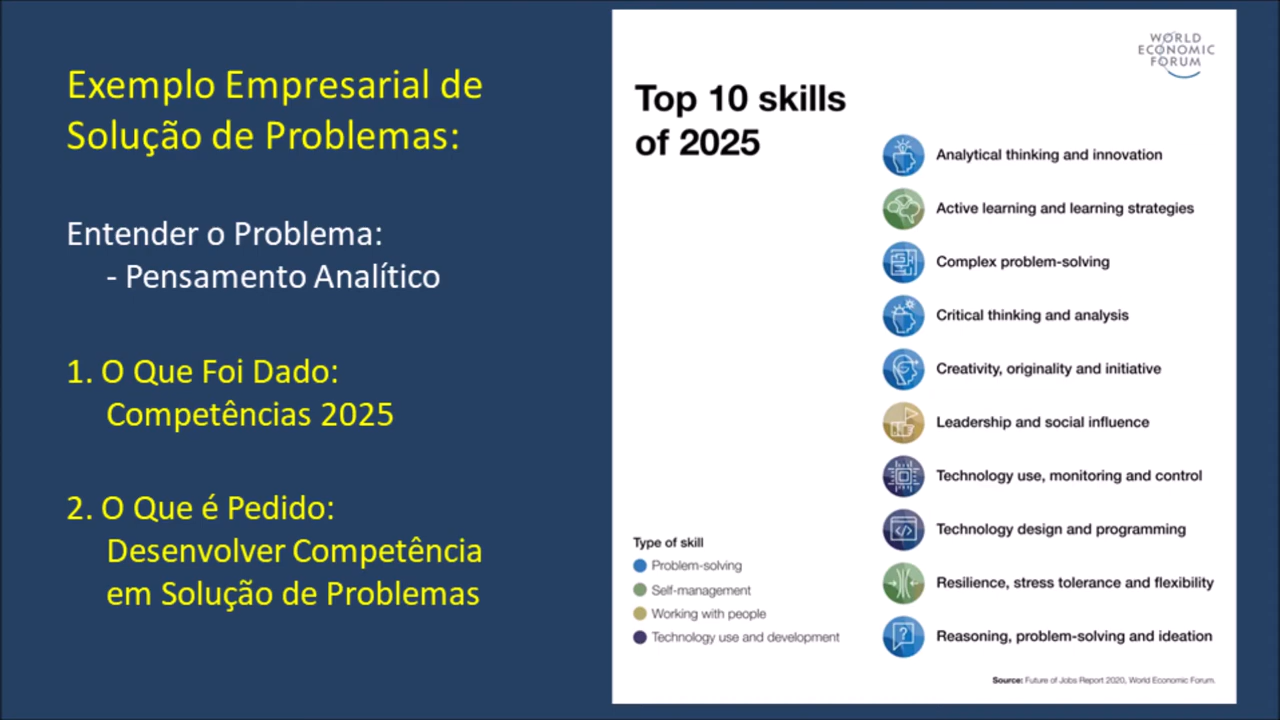 Exemplo Empresarial de
Solução de Problemas:
Entender o Problema:
- Pensamento Analítico
1. O Que Foi Dado:
Competências 2025
2. O Que é Pedido:
Desenvolver Competência
em Solução de Problemas
WORLD
ECONOMIC
FORUM
Top 10 skills
of 2025
Analytical thinking and innovation
Active learning and learning strategies
Complex problem-solving
Critical thinking and analysis
Creativity, originality and initiative
Leadership and social influence
Technology use, monitoring and control
Technology design and programming
Resilience, stress tolerance and flexibility
Reasoning, problem-solving and ideation
Type of skill
Problem-solving
Self-management
Working with people
Technology use and development
Source: Future of Jobs Report 2020, World Economic Forum.